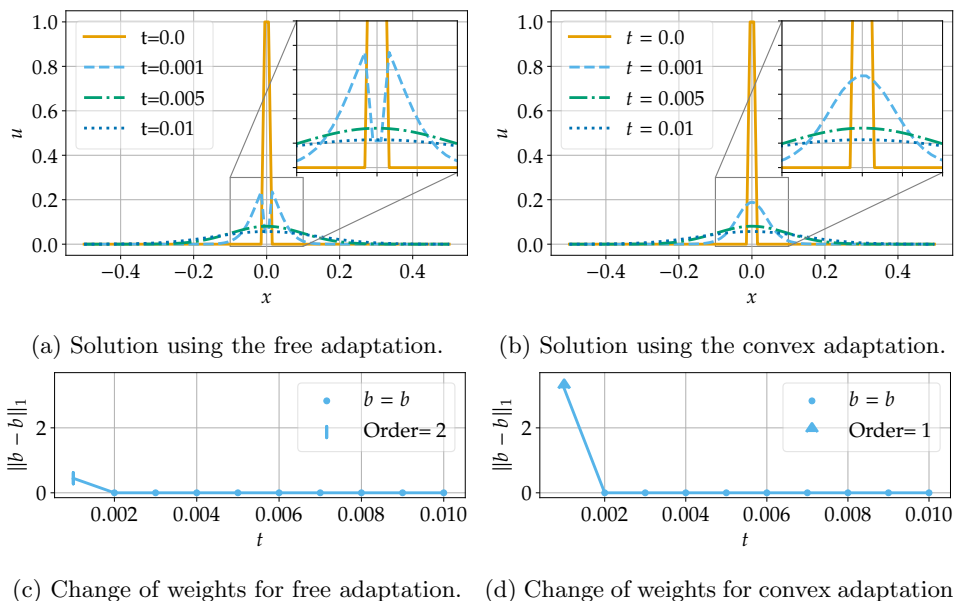 1.0
0.8
0.6
0.4
0.2
0.0
u
−0.4
−0.2
0.0
0.2
0.4
x
t=0.0
t=0.001
t=0.005
t=0.01
(a) Solution using the free adaptation.
1.0
0.8
0.6
0.4
0.2
0.0
u
−0.4
−0.2
0.0
0.2
0.4
x
t = 0.0
t = 0.001
t = 0.005
t = 0.01
(b) Solution using the convex adaptation.
2
0
‖b − b‖₁
0.002
0.004
0.006
0.008
0.010
t
b = b
Order= 2
(c) Change of weights for free adaptation.
2
0
‖b − b‖₁
0.002
0.004
0.006
0.008
0.010
t
b = b
Order= 1
(d) Change of weights for convex adaptation